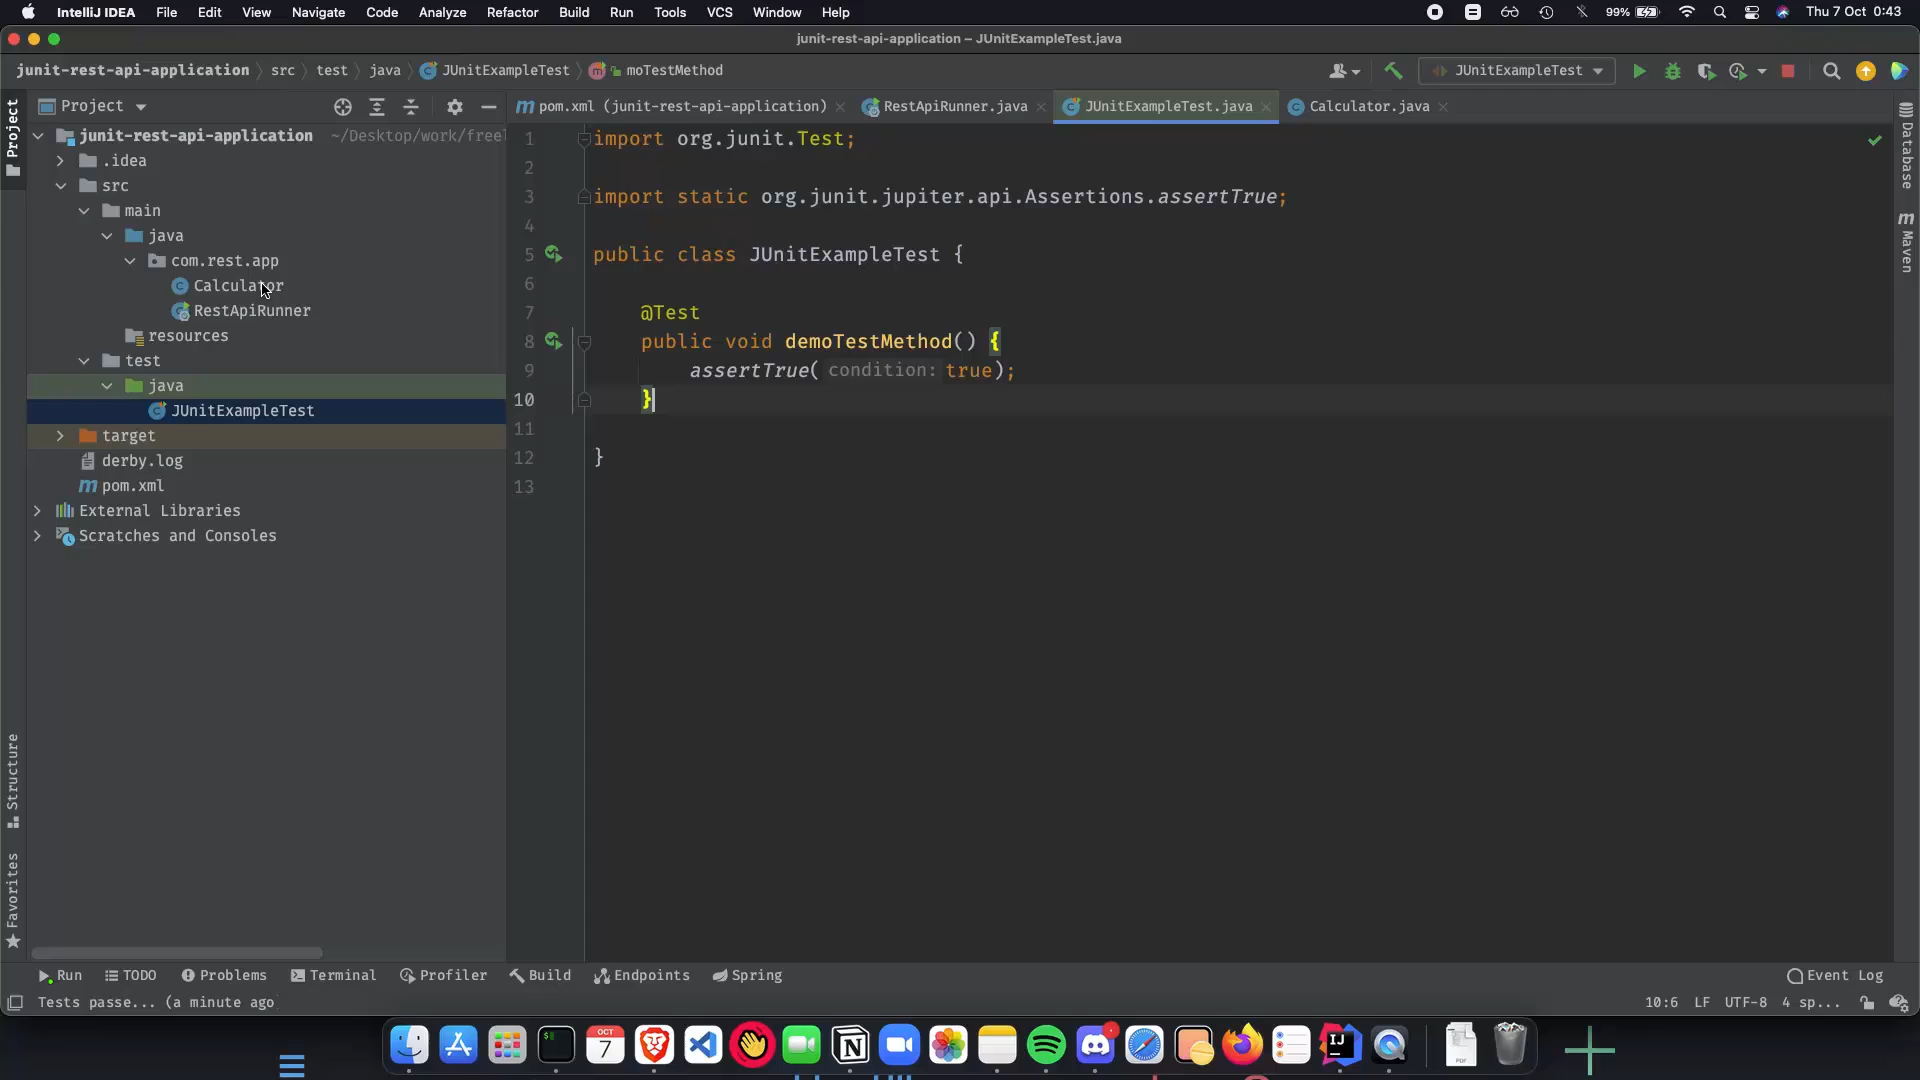 IntelliJ IDEA File Edit View Navigate Code Analyze Refactor Build Run Tools VCS Window Help 99% Thu 7 Oct 0:43
junit-rest-api-application – JUnitExampleTest.java
junit-rest-api-application src test java JUnitExampleTest moTestMethod JUnitExampleTest
Project
pom.xml (junit-rest-api-application) RestApiRunner.java JUnitExampleTest.java Calculator.java
Project
junit-rest-api-application ~/Desktop/work/free
.idea
src
main
java
com.rest.app
Calculator
RestApiRunner
resources
test
java
JUnitExampleTest
target
derby.log
pom.xml
External Libraries
Scratches and Consoles
Structure
Favorites
1 import org.junit.Test;
2
3 import static org.junit.jupiter.api.Assertions.assertTrue;
4
5 public class JUnitExampleTest {
6
7 @Test
8 public void demoTestMethod() {
9 assertTrue( condition: true);
10 }
11
12 }
13
Database
Maven
Run TODO Problems Terminal Profiler Build Endpoints Spring Event Log
Tests passe... (a minute ago 10:6 LF UTF-8 4 sp...
OCT
7
IJ
PDF